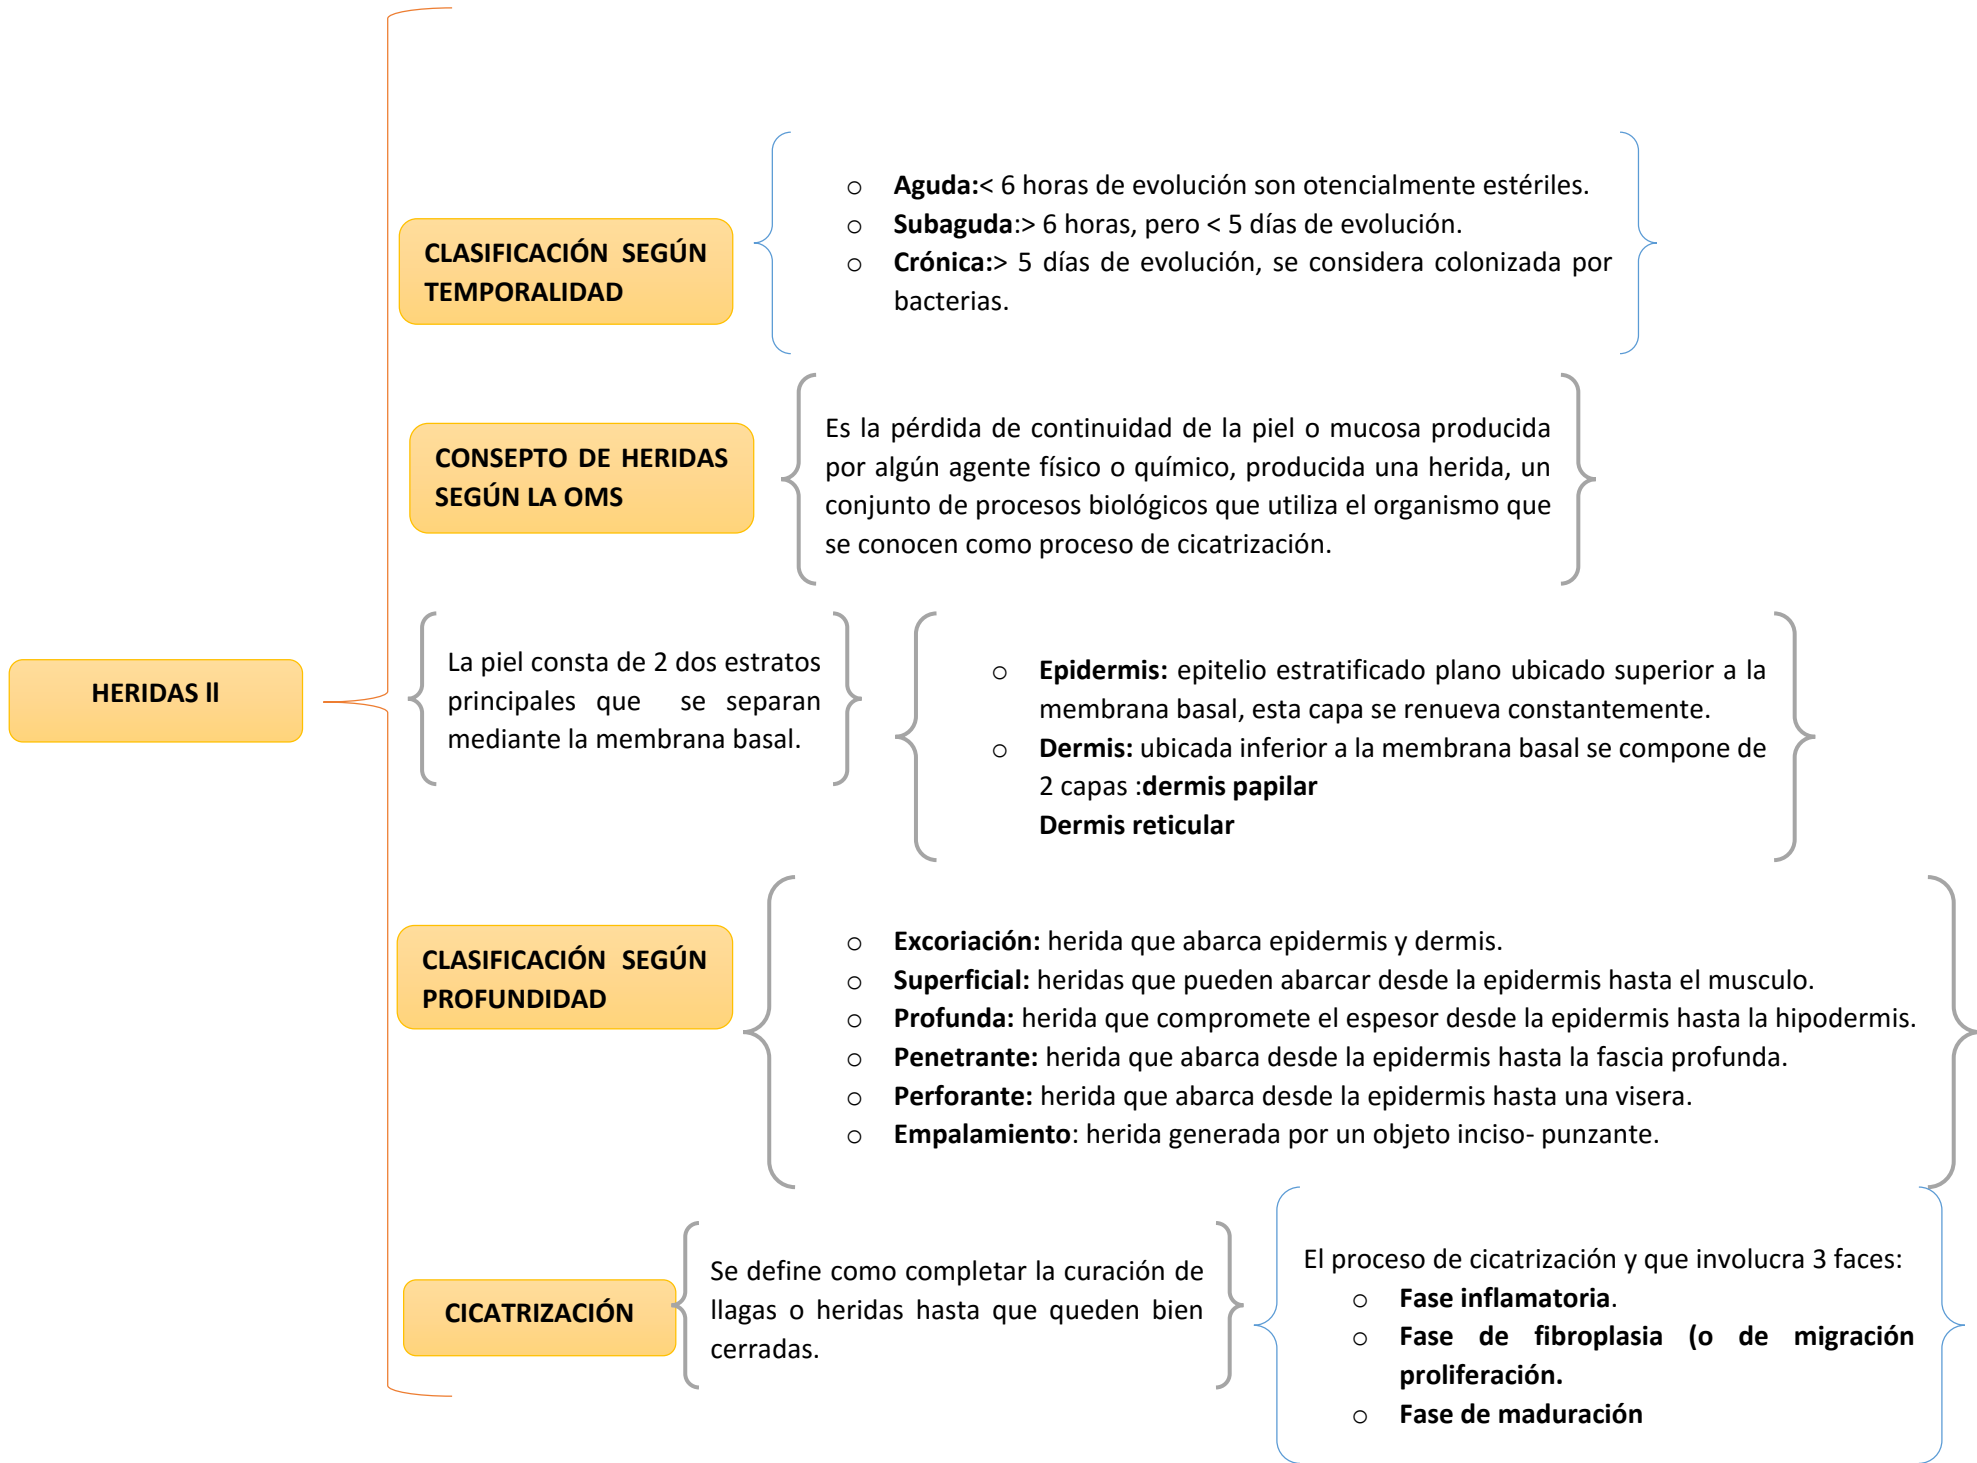 HERIDAS ll
CLASIFICACIÓN SEGÚN
TEMPORALIDAD
o Aguda:< 6 horas de evolución son otencialmente estériles.
o Subaguda:> 6 horas, pero < 5 días de evolución.
o Crónica:> 5 días de evolución, se considera colonizada por
bacterias.
CONSEPTO DE HERIDAS
SEGÚN LA OMS
Es la pérdida de continuidad de la piel o mucosa producida
por algún agente físico o químico, producida una herida, un
conjunto de procesos biológicos que utiliza el organismo que
se conocen como proceso de cicatrización.
La piel consta de 2 dos estratos
principales que se separan
mediante la membrana basal.
o Epidermis: epitelio estratificado plano ubicado superior a la
membrana basal, esta capa se renueva constantemente.
o Dermis: ubicada inferior a la membrana basal se compone de
2 capas :dermis papilar
Dermis reticular
CLASIFICACIÓN SEGÚN
PROFUNDIDAD
o Excoriación: herida que abarca epidermis y dermis.
o Superficial: heridas que pueden abarcar desde la epidermis hasta el musculo.
o Profunda: herida que compromete el espesor desde la epidermis hasta la hipodermis.
o Penetrante: herida que abarca desde la epidermis hasta la fascia profunda.
o Perforante: herida que abarca desde la epidermis hasta una visera.
o Empalamiento: herida generada por un objeto inciso- punzante.
CICATRIZACIÓN
Se define como completar la curación de
llagas o heridas hasta que queden bien
cerradas.
El proceso de cicatrización y que involucra 3 faces:
o Fase inflamatoria.
o Fase de fibroplasia (o de migración
proliferación.
o Fase de maduración